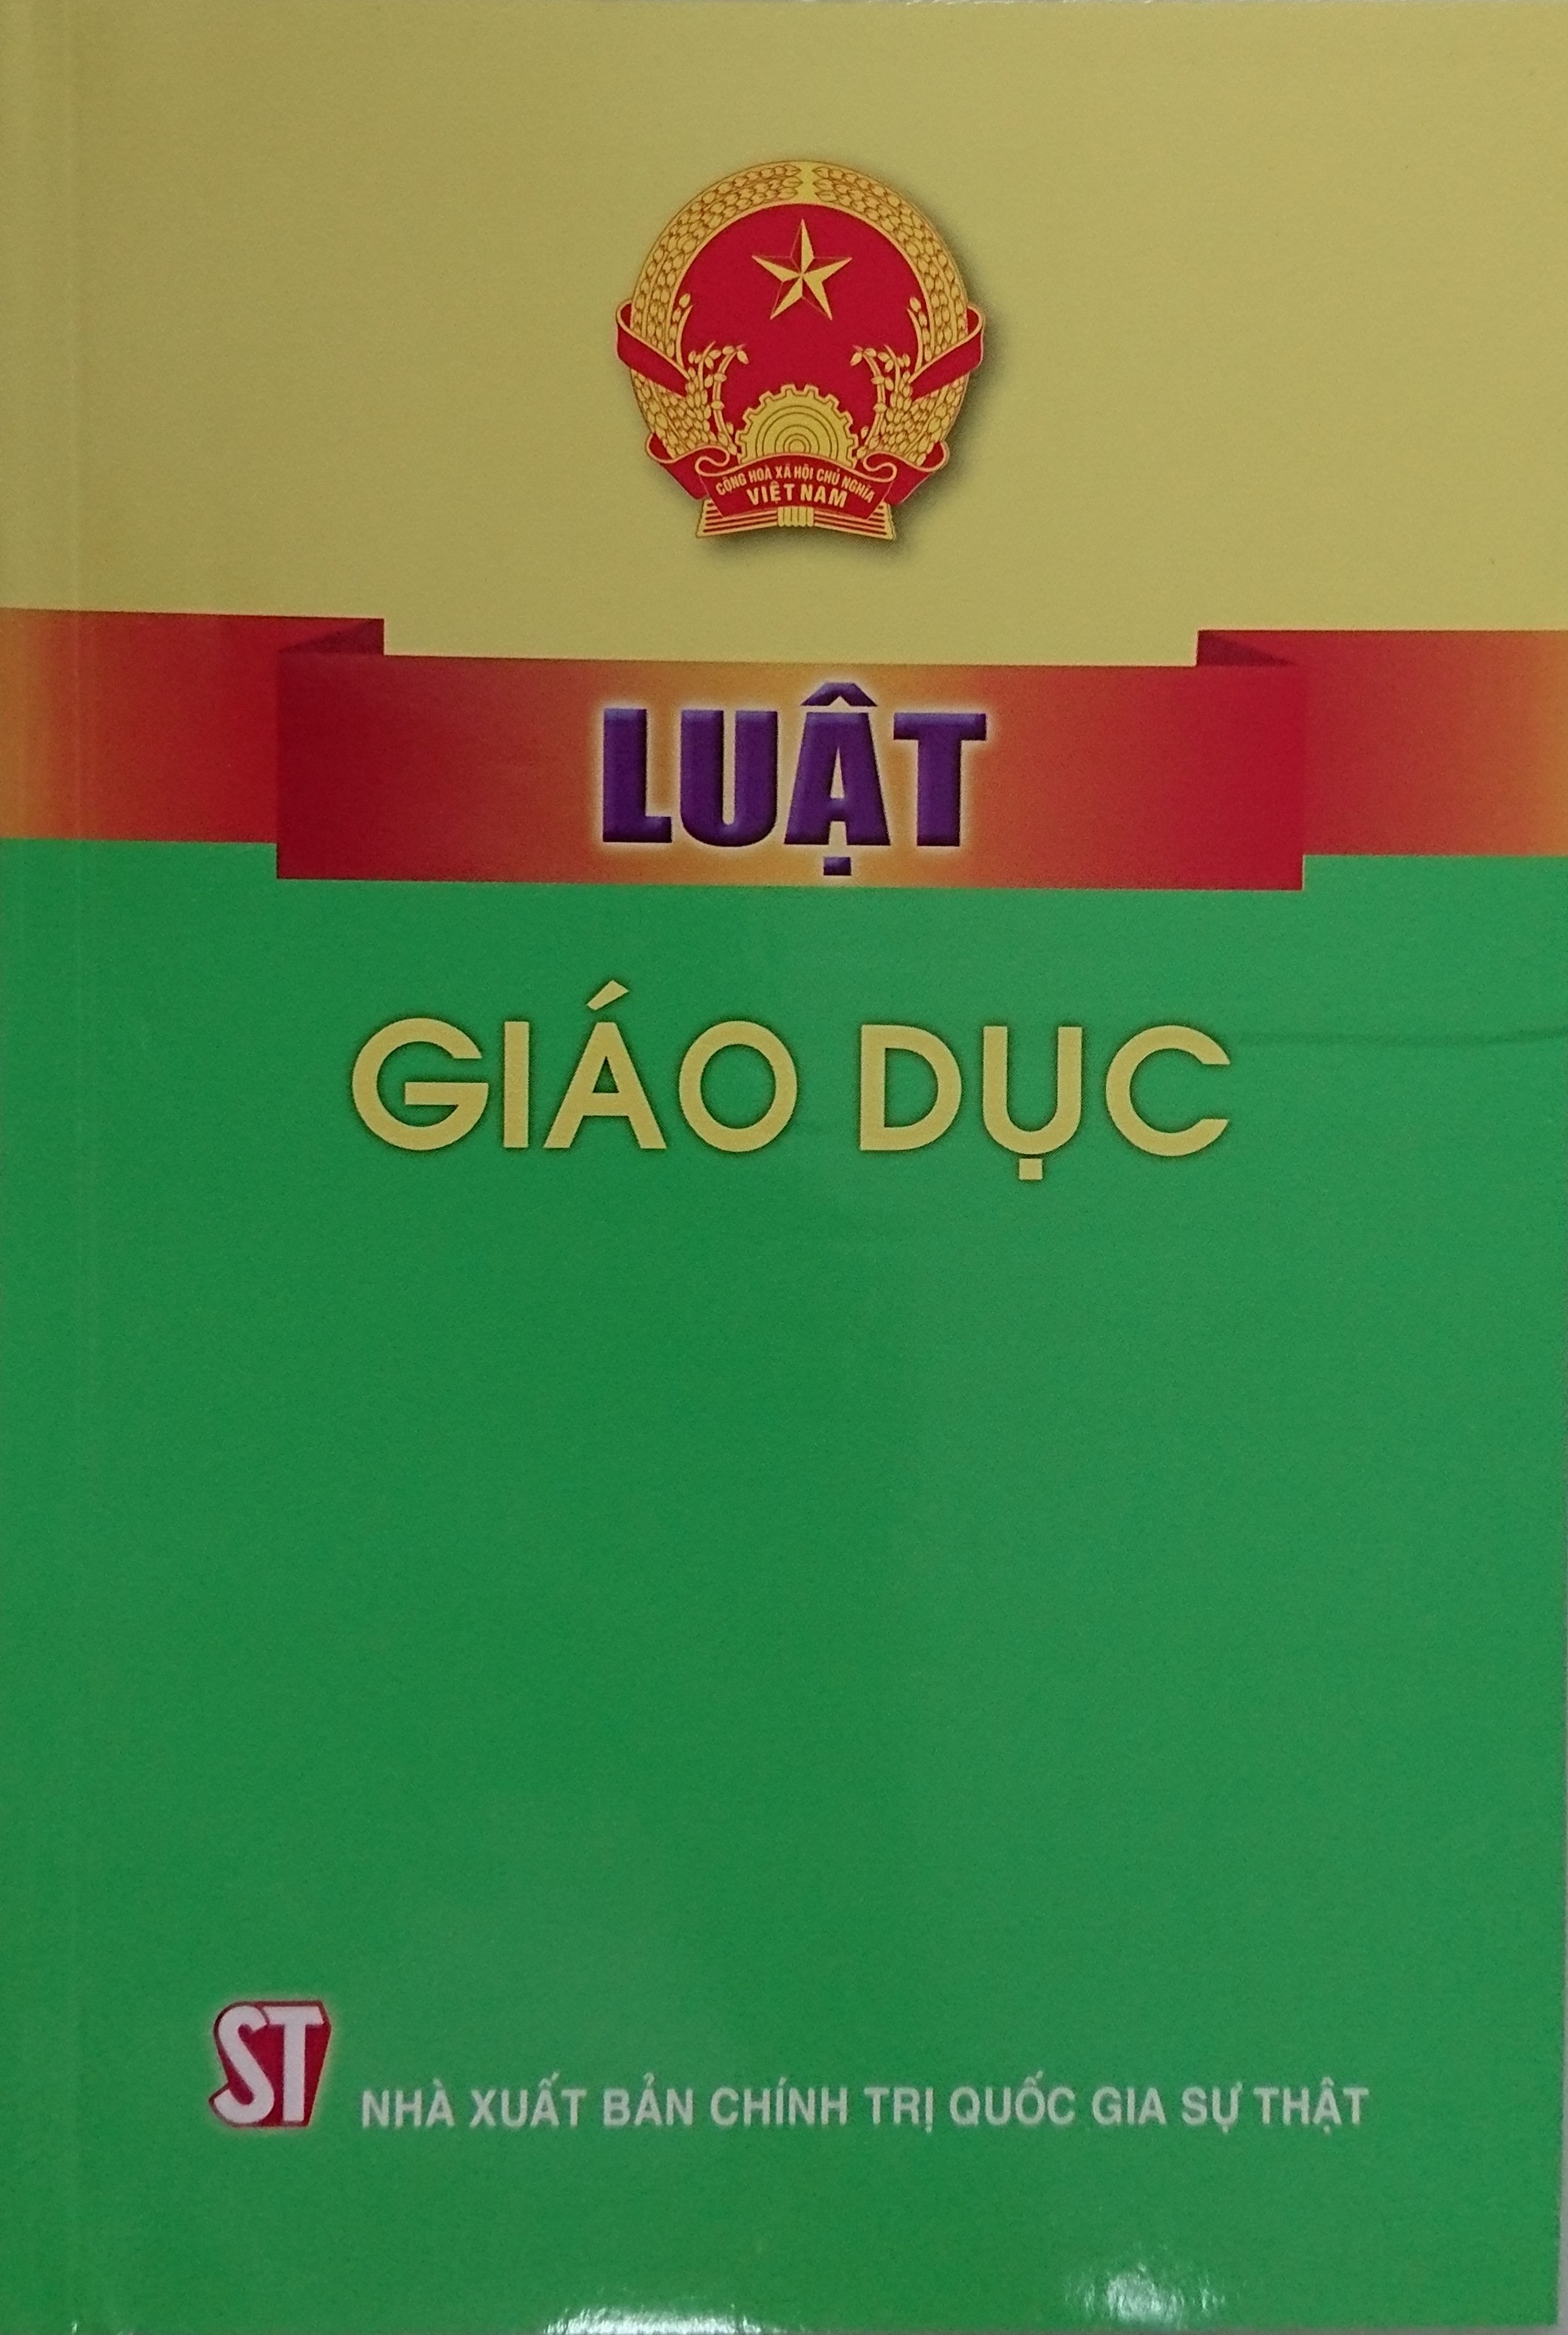 CỘNG HOÀ XÃ HỘI CHỦ NGHĨA
VIỆT NAM
LUẬT
GIÁO DỤC
ST
NHÀ XUẤT BẢN CHÍNH TRỊ QUỐC GIA SỰ THẬT